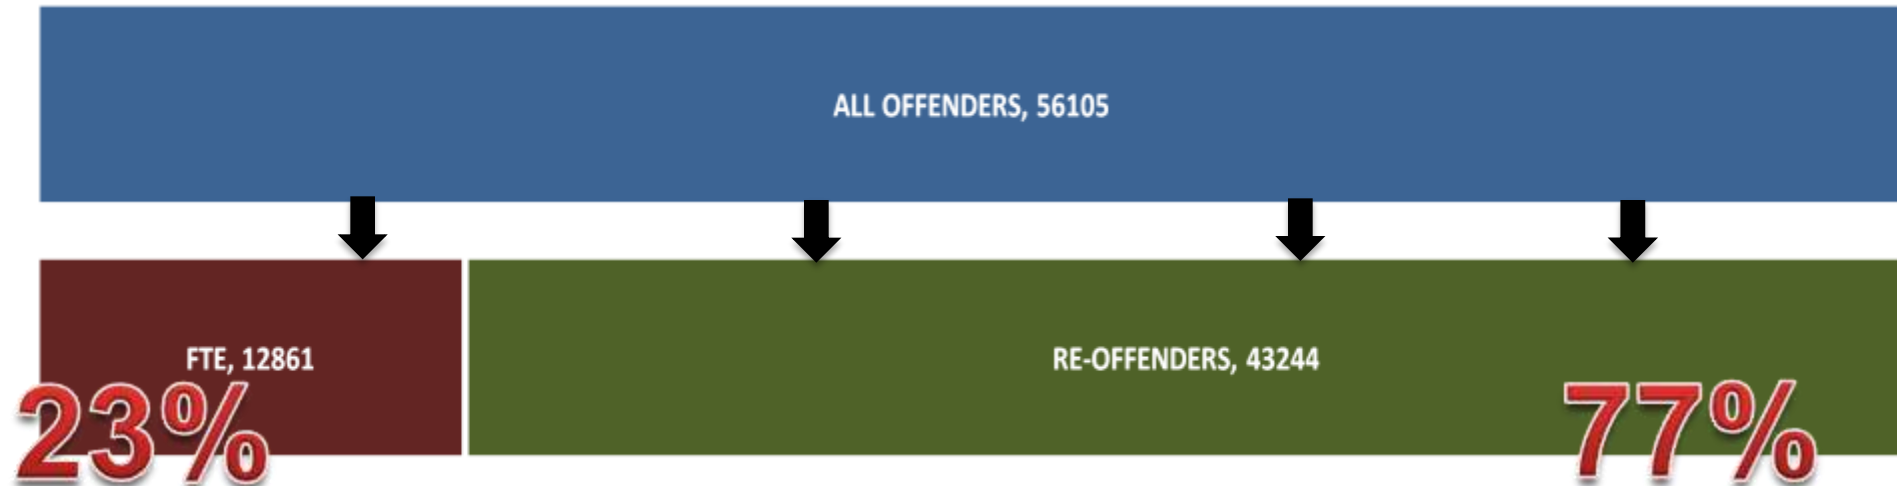 ALL OFFENDERS, 56105
FTE, 12861
RE-OFFENDERS, 43244
23%
77%